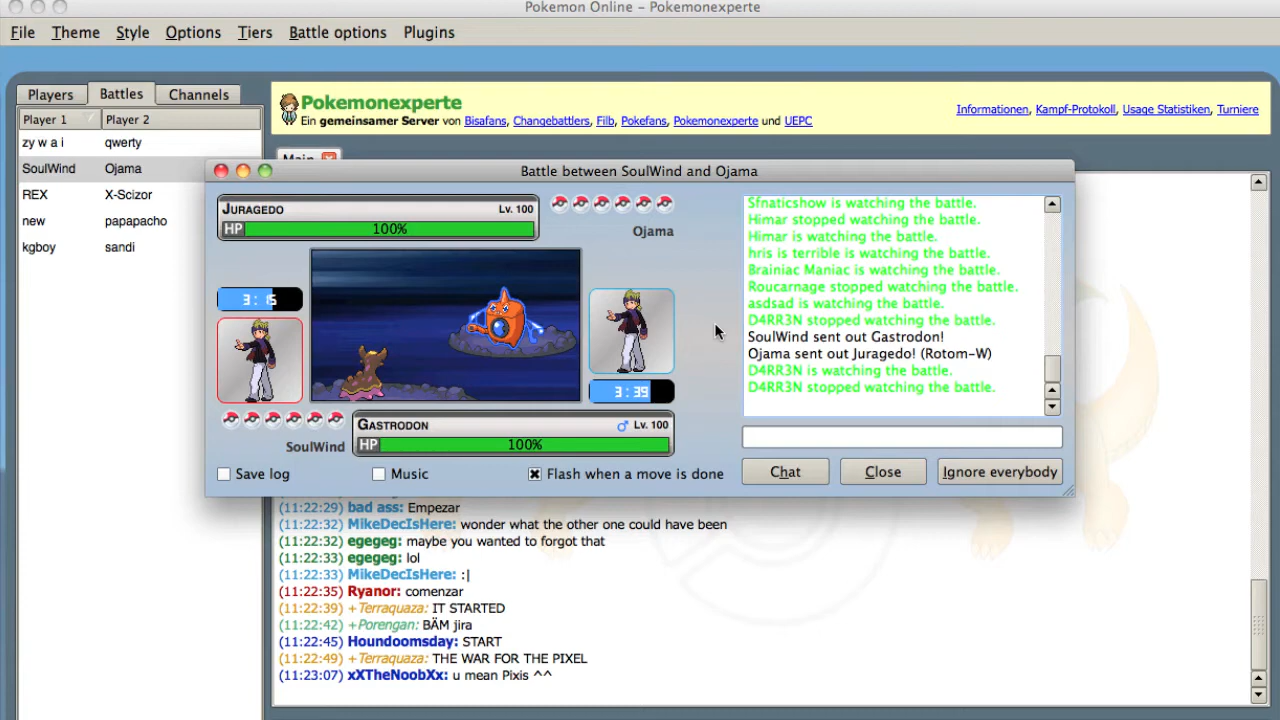 Pokemon Online – Pokemonexperte
File Theme Style Options Tiers Battle options Plugins
Players Battles Channels
Player 1 Player 2
zy w a i qwerty
SoulWind Ojama
REX X-Scizor
new papapacho
kgboy sandi
Pokemonexperte
Ein gemeinsamer Server von Bisafans, Changebattlers, Filb, Pokefans, Pokemonexperte und UEPC
Informationen, Kampf-Protokoll, Usage Statistiken, Turniere
Main
Battle between SoulWind and Ojama
JURAGEDO Lv. 100
HP 100%
Ojama
3: 15
3: 39
GASTRODON ♂ Lv. 100
HP 100%
SoulWind
Save log Music Flash when a move is done
Sfnaticshow is watching the battle.
Himar stopped watching the battle.
Himar is watching the battle.
hris is terrible is watching the battle.
Brainiac Maniac is watching the battle.
Roucarnage stopped watching the battle.
asdsad is watching the battle.
D4RR3N stopped watching the battle.
SoulWind sent out Gastrodon!
Ojama sent out Juragedo! (Rotom-W)
D4RR3N is watching the battle.
D4RR3N stopped watching the battle.
Chat Close Ignore everybody
(11:22:29) bad ass: Empezar
(11:22:32) MikeDecIsHere: wonder what the other one could have been
(11:22:32) egegeg: maybe you wanted to forgot that
(11:22:33) egegeg: lol
(11:22:33) MikeDecIsHere: :|
(11:22:35) Ryanor: comenzar
(11:22:39) +Terraquaza: IT STARTED
(11:22:42) +Porengan: BÄM jira
(11:22:45) Houndoomsday: START
(11:22:49) +Terraquaza: THE WAR FOR THE PIXEL
(11:23:07) xXTheNoobXx: u mean Pixis ^^